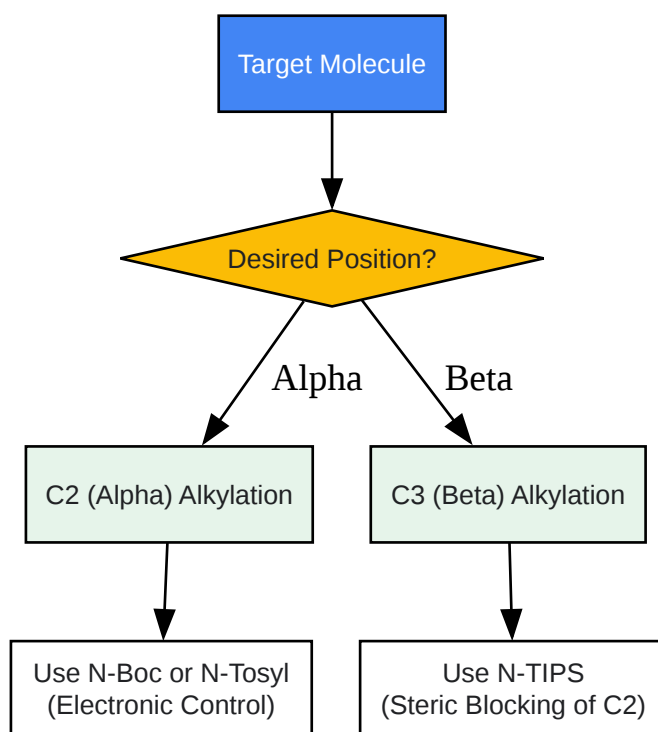 Target Molecule
Desired Position?
Alpha
Beta
C2 (Alpha) Alkylation
C3 (Beta) Alkylation
Use N-Boc or N-Tosyl
(Electronic Control)
Use N-TIPS
(Steric Blocking of C2)